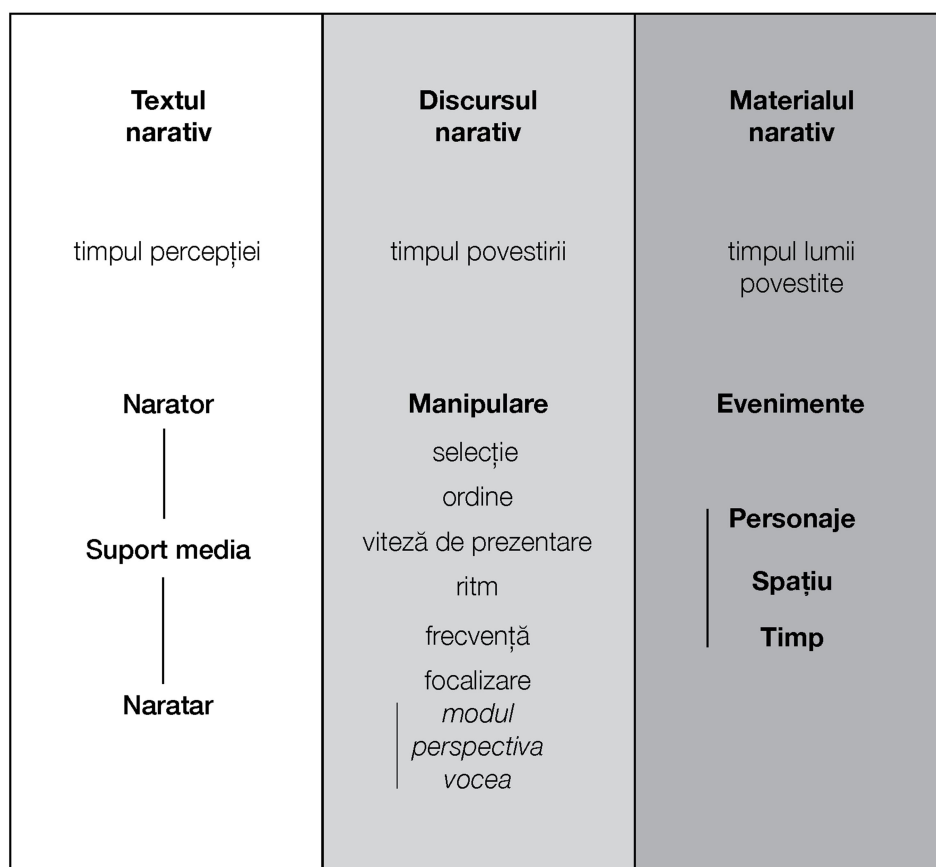 Textul
narativ
timpul percepției
Narator
Suport media
Naratar
Discursul
narativ
timpul povestirii
Manipulare
selecție
ordine
viteză de prezentare
ritm
frecvență
focalizare
modul
perspectiva
vocea
Materialul
narativ
timpul lumii
povestite
Evenimente
Personaje
Spațiu
Timp